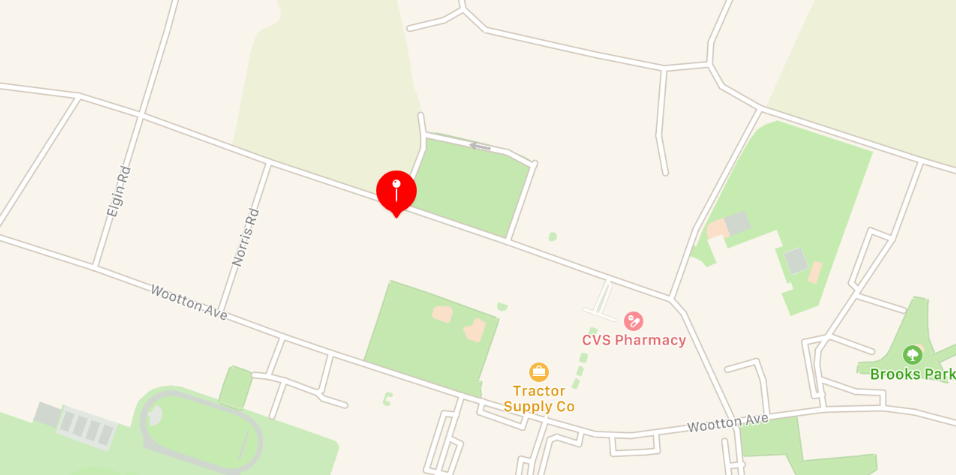 Elgin Rd
Norris Rd
Wootton Ave
CVS Pharmacy
Tractor
Supply Co
Brooks Park
Wootton Ave